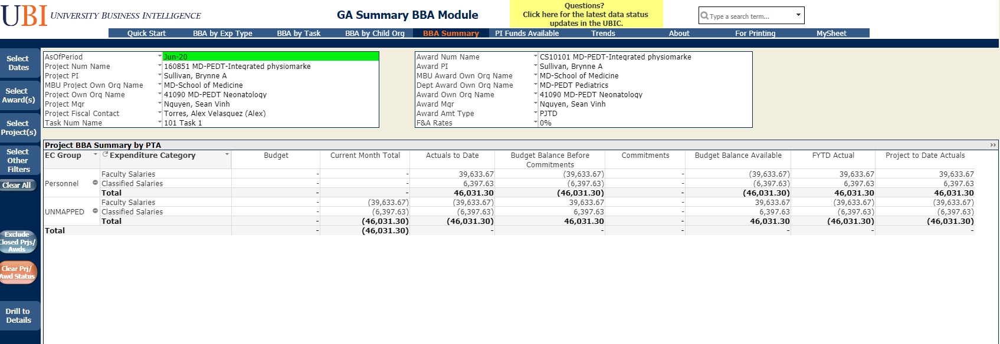 UBI UNIVERSITY BUSINESS INTELLIGENCE
GA Summary BBA Module
Questions?
Click here for the latest data status
updates in the UBIC.
Type a search term...
Quick Start BBA by Exp Type BBA by Task BBA by Child Org BBA Summary PI Funds Available Trends About For Printing MySheet
Select
Dates
Select
Award(s)
Select
Project(s)
Select
Other
Filters
Clear All
Exclude
Closed Prjs/
Awds
Clear Prj/
Awd Status
Drill to
Details
AsOfPeriod Jun-20
Project Num Name 160851 MD-PEDT-Integrated physiomarke
Project PI Sullivan, Brynne A
MBU Project Own Org Name MD-School of Medicine
Project Own Org Name 41090 MD-PEDT Neonatology
Project Mgr Nguyen, Sean Vinh
Project Fiscal Contact Torres, Alex Velasquez (Alex)
Task Num Name 101 Task 1
Award Num Name CS10101 MD-PEDT-Integrated physiomarke
Award PI Sullivan, Brynne A
MBU Award Own Org Name MD-School of Medicine
Dept Award Own Org Name MD-PEDT Pediatrics
Award Own Org Name 41090 MD-PEDT Neonatology
Award Mgr Nguyen, Sean Vinh
Award Amt Type PJTD
F&A Rates 0%
Project BBA Summary by PTA
EC Group Expenditure Category Budget Current Month Total Actuals to Date Budget Balance Before Commitments Commitments Budget Balance Available FYTD Actual Project to Date Actuals
Personnel
Faculty Salaries - - 39,633.67 (39,633.67) - (39,633.67) 39,633.67 39,633.67
Classified Salaries - - 6,397.63 (6,397.63) - (6,397.63) 6,397.63 6,397.63
Total - - 46,031.30 (46,031.30) - (46,031.30) 46,031.30 46,031.30
UNMAPPED
Faculty Salaries - (39,633.67) (39,633.67) 39,633.67 - 39,633.67 (39,633.67) (39,633.67)
Classified Salaries - (6,397.63) (6,397.63) 6,397.63 - 6,397.63 (6,397.63) (6,397.63)
Total - (46,031.30) (46,031.30) 46,031.30 - 46,031.30 (46,031.30) (46,031.30)
Total - (46,031.30) - - - - - -